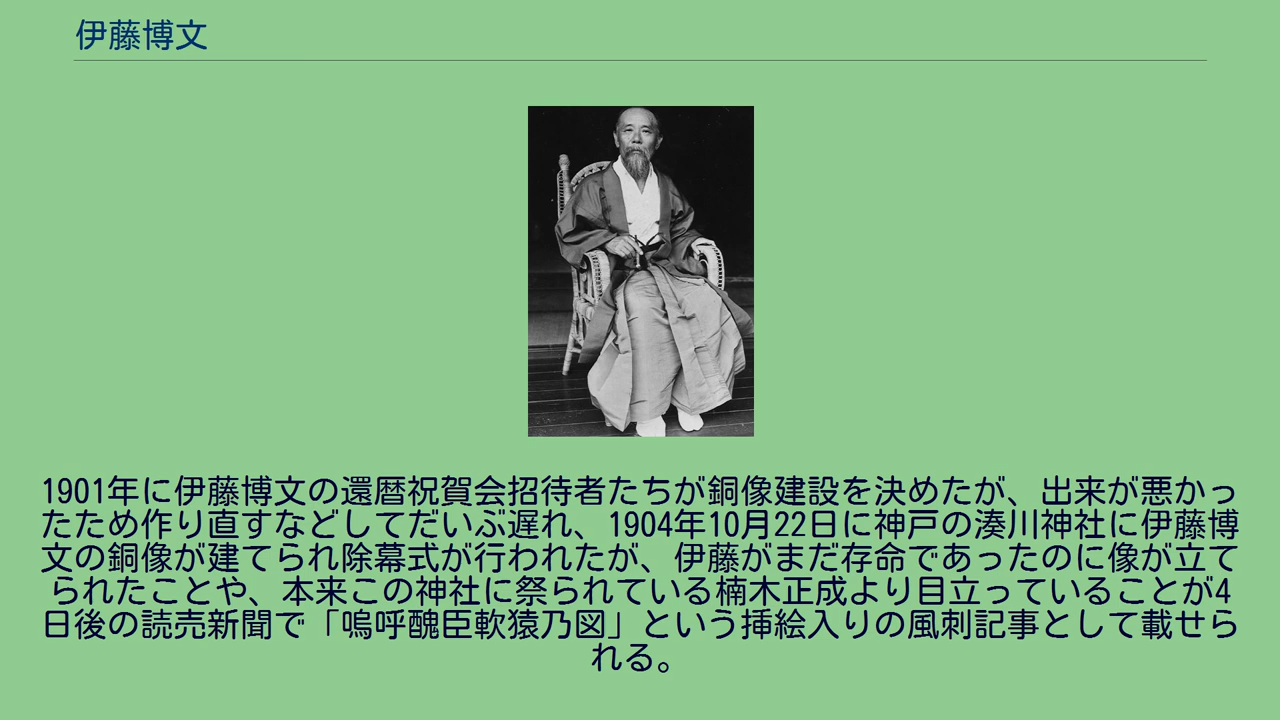 伊藤博文
1901年に伊藤博文の還暦祝賀会招待者たちが銅像建設を決めたが、出来が悪かっ
たため作り直すなどしてだいぶ遅れ、1904年10月22日に神戸の湊川神社に伊藤博
文の銅像が建てられ除幕式が行われたが、伊藤がまだ存命であったのに像が立て
られたことや、本来この神社に祭られている楠木正成より目立っていることが4
日後の読売新聞で「嗚呼醜臣軟猿乃図」という挿絵入りの風刺記事として載せら
れる。